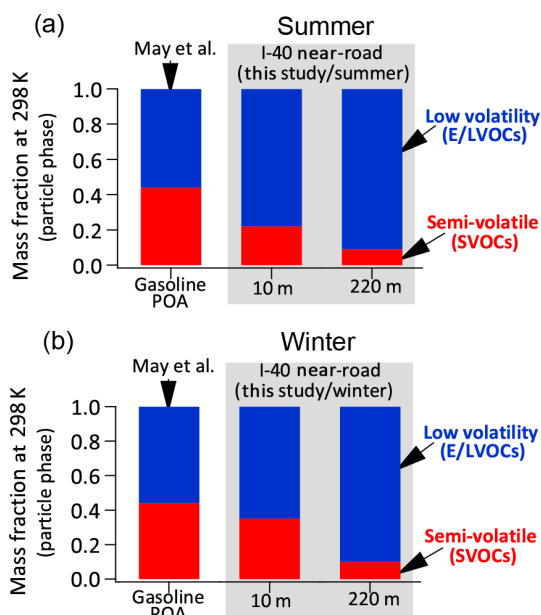 (a)
Summer
May et al.
I-40 near-road
(this study/summer)
Mass fraction at 298 K
(particle phase)
1.0
0.8
0.6
0.4
0.2
0.0
Low volatility
(E/LVOCs)
Semi-volatile
(SVOCs)
Gasoline
POA
10 m
220 m
(b)
Winter
May et al.
I-40 near-road
(this study/winter)
Mass fraction at 298 K
(particle phase)
1.0
0.8
0.6
0.4
0.2
0.0
Low volatility
(E/LVOCs)
Semi-volatile
(SVOCs)
Gasoline
POA
10 m
220 m